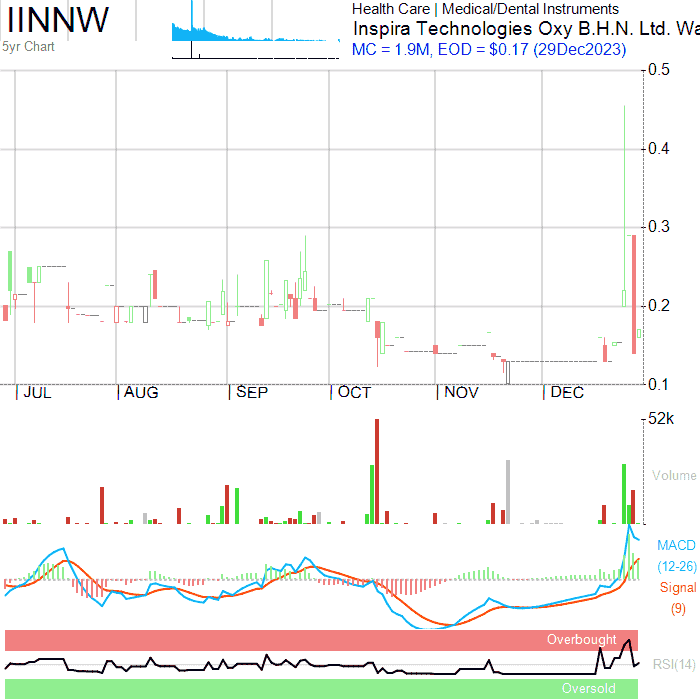 IINNW
5yr Chart
Health Care | Medical/Dental Instruments
Inspira Technologies Oxy B.H.N. Ltd. Wa
MC = 1.9M, EOD = $0.17 (29Dec2023)
0.5
0.4
0.3
0.2
0.1
JUL AUG SEP OCT NOV DEC
52k
Volume
MACD
(12-26)
Signal
(9)
Overbought
RSI(14)
Oversold